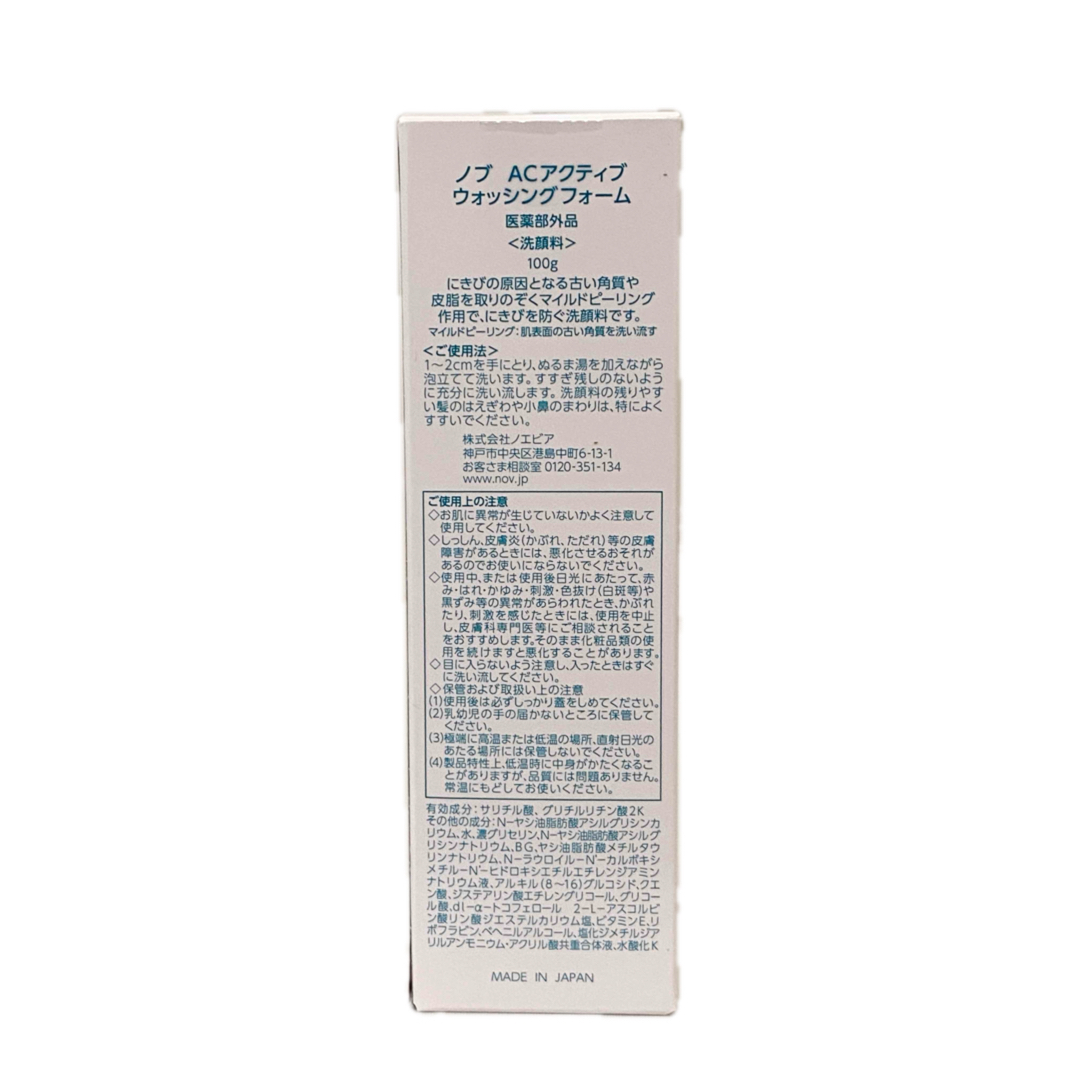 ノブ ACアクティブ
ウォッシングフォーム
医薬部外品
<洗顔料>
100g
にきびの原因となる古い角質や
皮脂を取りのぞくマイルドピーリング
作用で、にきびを防ぐ洗顔料です。
マイルドピーリング：肌表面の古い角質を洗い流す
<ご使用法>
1〜2cmを手にとり、ぬるま湯を加えながら
泡立てて洗います。すすぎ残しのないよう
に充分に洗い流します。洗顔料の残りやす
い髪のはえぎわや小鼻のまわりは、特によく
すすいでください。
株式会社ノエビア
神戸市中央区港島中町6-13-1
お客さま相談室 0120-351-134
www.nov.jp
ご使用上の注意
◇お肌に異常が生じていないかよく注意して
使用してください。
◇しっしん、皮膚炎(かぶれ、ただれ)等の皮膚
障害があるときには、悪化させるおそれが
あるのでお使いにならないでください。
◇使用中、または使用後日光にあたって、赤
み・はれ・かゆみ・刺激・色抜け(白斑等)や
黒ずみ等の異常があらわれたとき、かぶれ
たり、刺激を感じたときには、使用を中止
し、皮膚科専門医等にご相談されること
をおすすめします。そのまま化粧品類の使
用を続けますと悪化することがあります。
◇目に入らないよう注意し、入ったときはすぐ
に洗い流してください。
◇保管および取扱い上の注意
(1)使用後は必ずしっかり蓋をしめてください。
(2)乳幼児の手の届かないところに保管して
ください。
(3)極端に高温または低温の場所、直射日光の
あたる場所には保管しないでください。
(4)製品特性上、低温時に中身がかたくなるこ
とがありますが、品質には問題ありません。
常温にもどしてお使いください。
有効成分：サリチル酸、グリチルリチン酸2K
その他の成分：N-ヤシ油脂肪酸アシルグリシンカ
リウム、水、濃グリセリン、N-ヤシ油脂肪酸アシルグ
リシンナトリウム、BG、ヤシ油脂肪酸メチルタウ
リンナトリウム、N-ラウロイル-N'-カルボキシ
メチル-N'-ヒドロキシエチルエチレンジアミン
ナトリウム液、アルキル(8〜16)グルコシド、クエ
ン酸、ジステアリン酸エチレングリコール、グリコー
ル酸、dl-α-トコフェロール 2-L-アスコルビ
ン酸リン酸ジエステルカリウム塩、ビタミンE、リ
ボフラビン、ベヘニルアルコール、塩化ジメチルジア
リルアンモニウム・アクリル酸共重合体液、水酸化K
MADE IN JAPAN